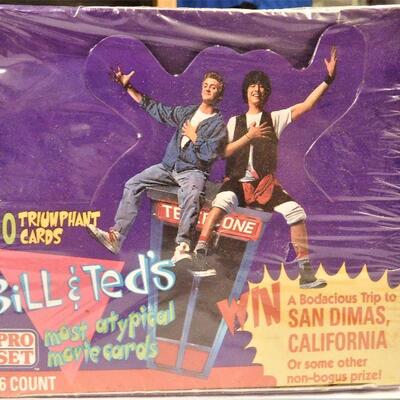 0 TRIUMPHANT
CARDS
TELEPHONE
Bill & Ted's
most atypical
movie cards
PRO
SET
6 COUNT
WIN
A Bodacious Trip to
SAN DIMAS,
CALIFORNIA
Or some other
non-bogus prize!